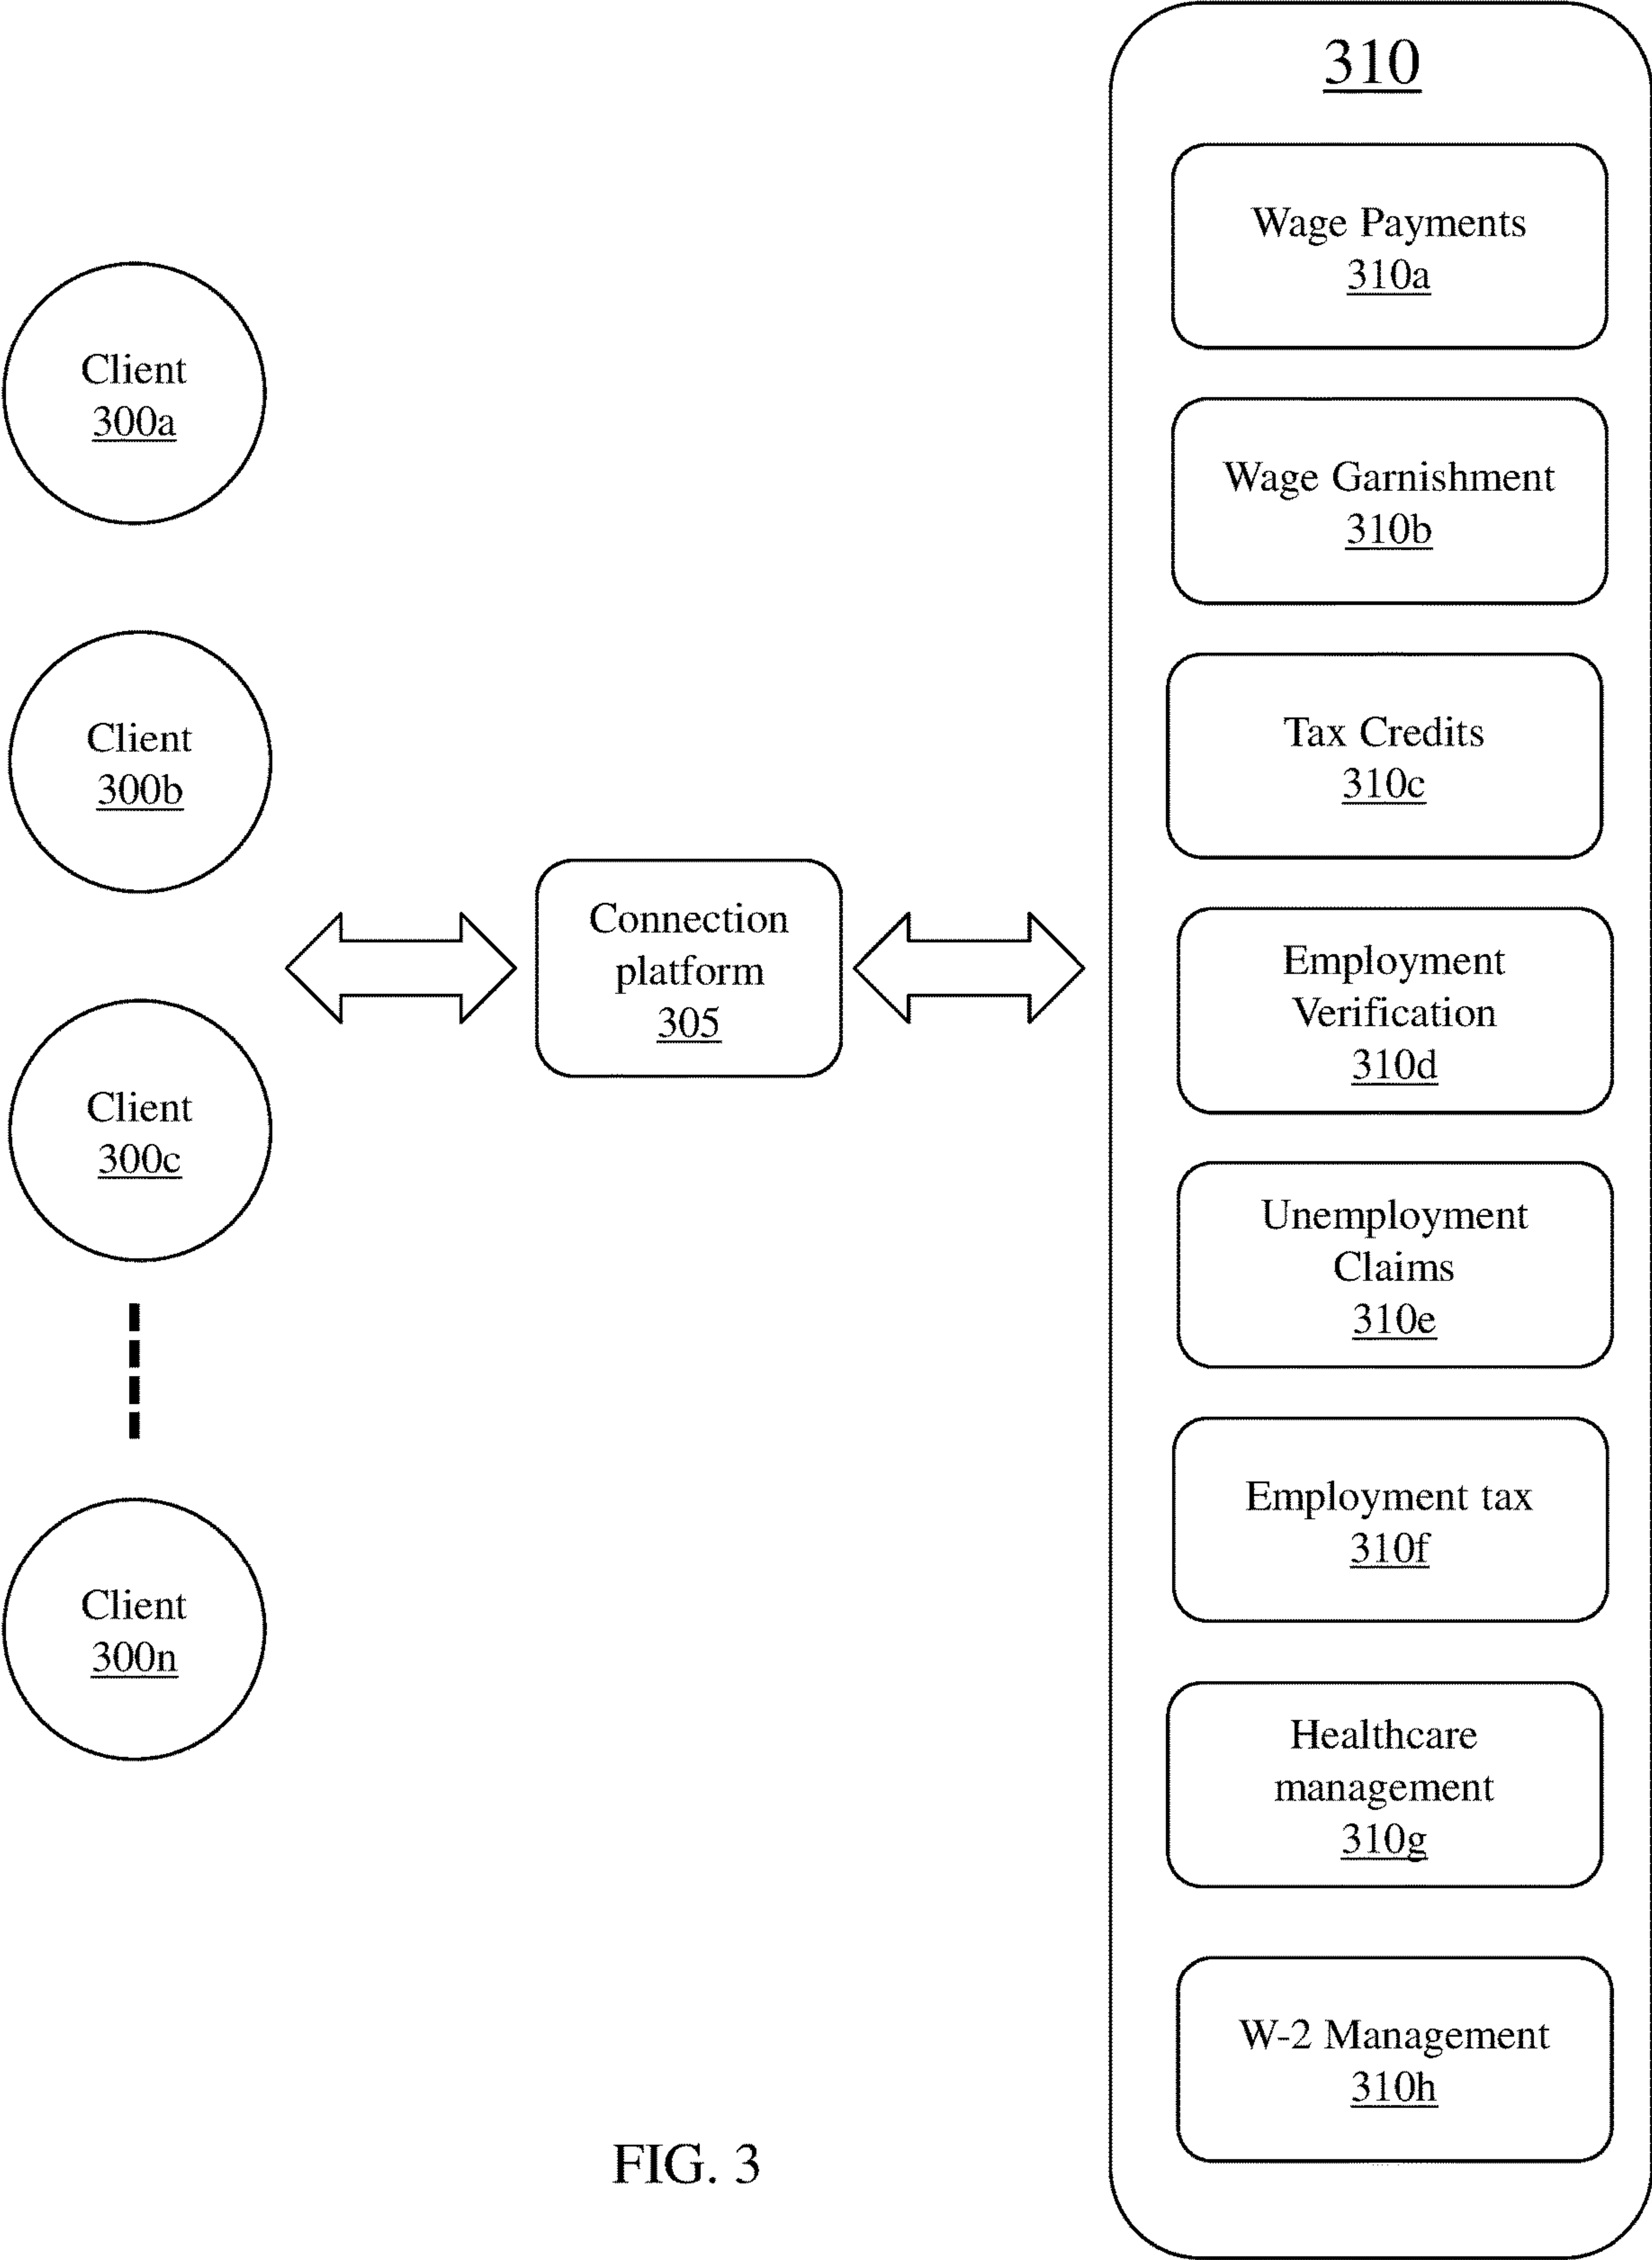 310
Wage Payments
310a
Wage Garnishment
310b
Tax Credits
310c
Employment
Verification
310d
Unemployment
Claims
310e
Employment tax
310f
Healthcare
management
310g
W-2 Management
310h
Client
300a
Client
300b
Client
300c
Client
300n
Connection
platform
305
FIG. 3